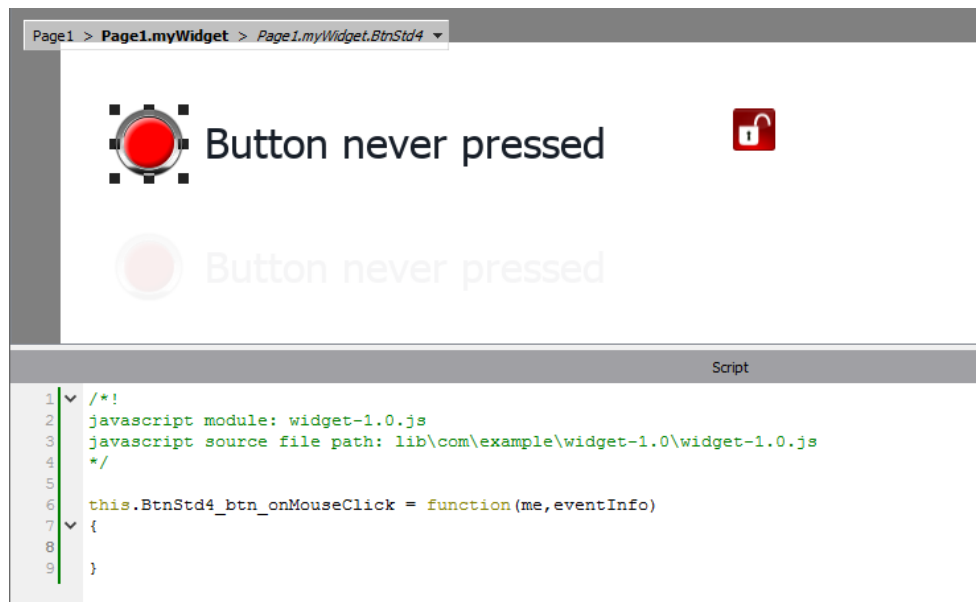 Page1 > Page1.myWidget > Page1.myWidget.BtnStd4
Button never pressed
Button never pressed
Script
1 /*!
2 javascript module: widget-1.0.js
3 javascript source file path: lib\com\example\widget-1.0\widget-1.0.js
4 */
5
6 this.BtnStd4_btn_onMouseClick = function(me,eventInfo)
7 {
8
9 }